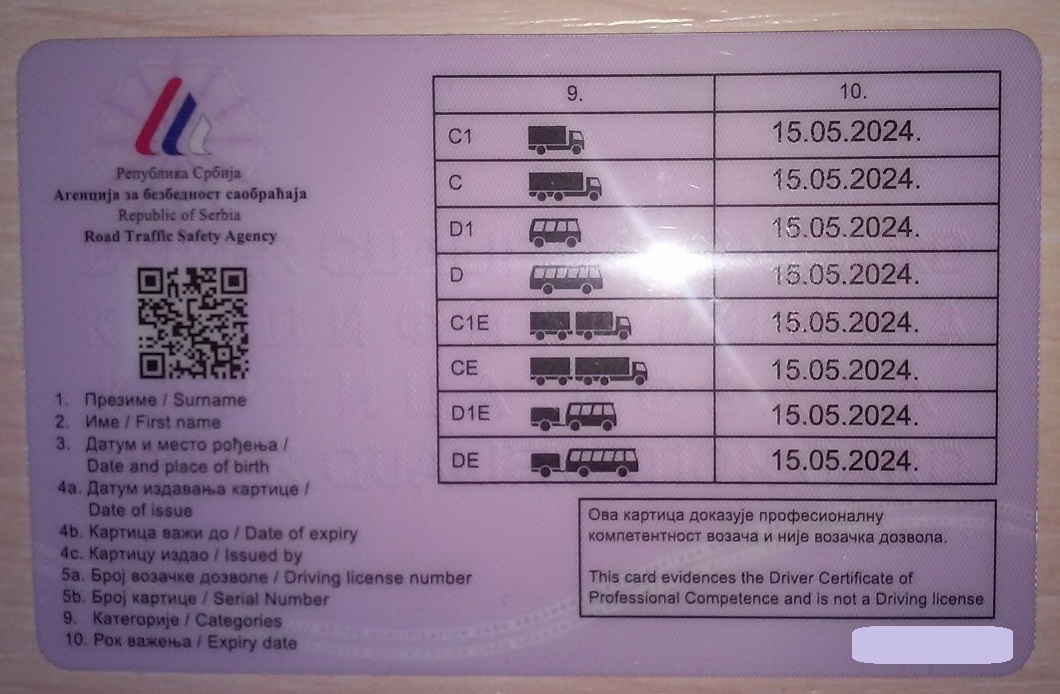 Република Србија
Агенција за безбедност саобраћаја
Republic of Serbia
Road Traffic Safety Agency
1. Презиме / Surname
2. Име / First name
3. Датум и место рођења /
Date and place of birth
4a. Датум издавања картице /
Date of issue
4b. Картица важи до / Date of expiry
4c. Картицу издао / Issued by
5a. Број возачке дозволе / Driving license number
5b. Број картице / Serial Number
9. Категорије / Categories
10. Рок важења / Expiry date
9. 10.
C1 15.05.2024.
C 15.05.2024.
D1 15.05.2024.
D 15.05.2024.
C1E 15.05.2024.
CE 15.05.2024.
D1E 15.05.2024.
DE 15.05.2024.
Ова картица доказује професионалну
компетентност возача и није возачка дозвола.
This card evidences the Driver Certificate of
Professional Competence and is not a Driving license